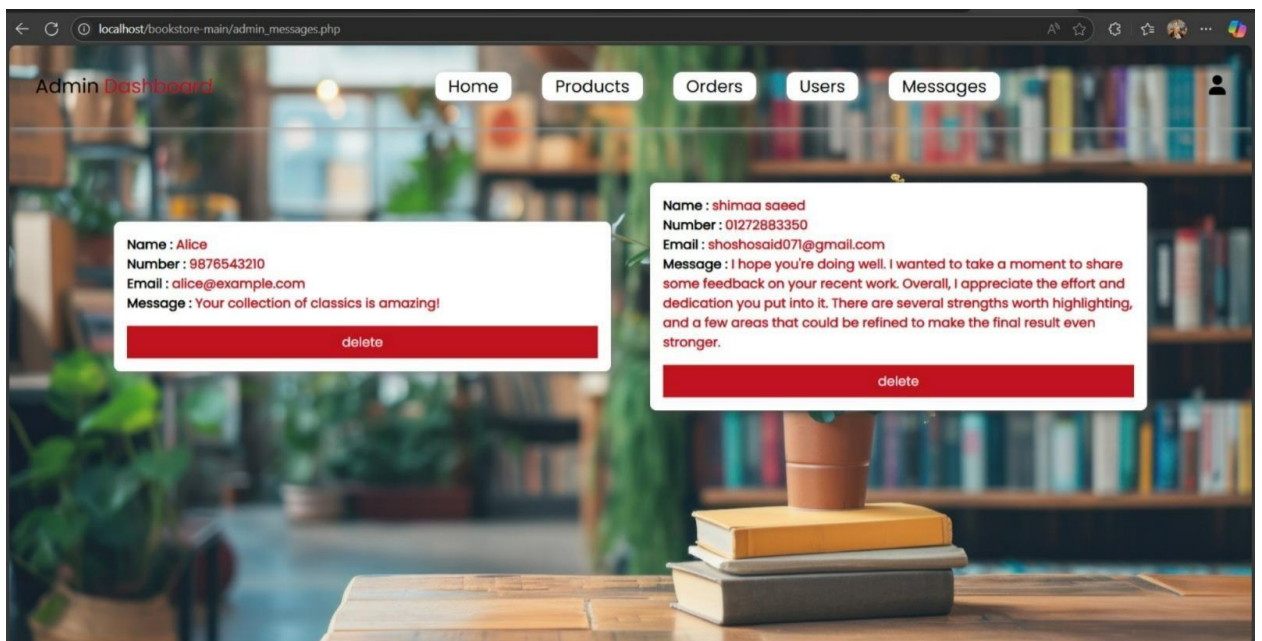 localhost/bookstore-main/admin_messages.php
Admin Dashboard
Home
Products
Orders
Users
Messages
Name : Alice
Number : 9876543210
Email : alice@example.com
Message : Your collection of classics is amazing!
delete
Name : shimaa saeed
Number : 01272883350
Email : shoshosaid071@gmail.com
Message : I hope you're doing well. I wanted to take a moment to share
some feedback on your recent work. Overall, I appreciate the effort and
dedication you put into it. There are several strengths worth highlighting,
and a few areas that could be refined to make the final result even
stronger.
delete